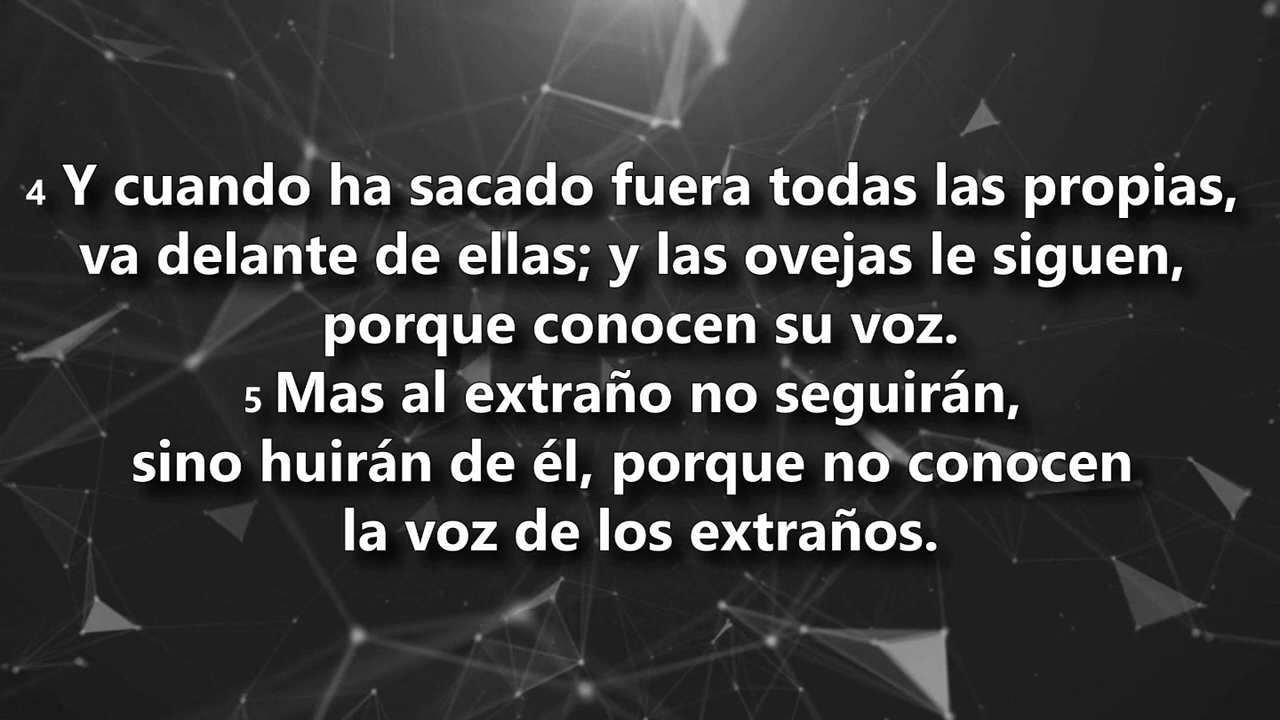 4 Y cuando ha sacado fuera todas las propias,
va delante de ellas; y las ovejas le siguen,
porque conocen su voz.
5 Mas al extraño no seguirán,
sino huirán de él, porque no conocen
la voz de los extraños.